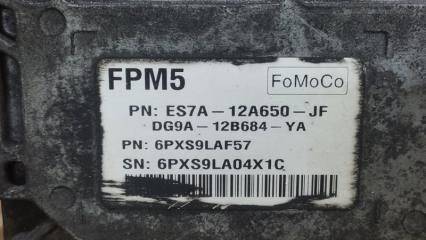 FPM5
FoMoCo
PN: ES7A-12A650-JF
DG9A-12B684-YA
PN: 6PXS9LAF57
SN: 6PXS9LA04X1C